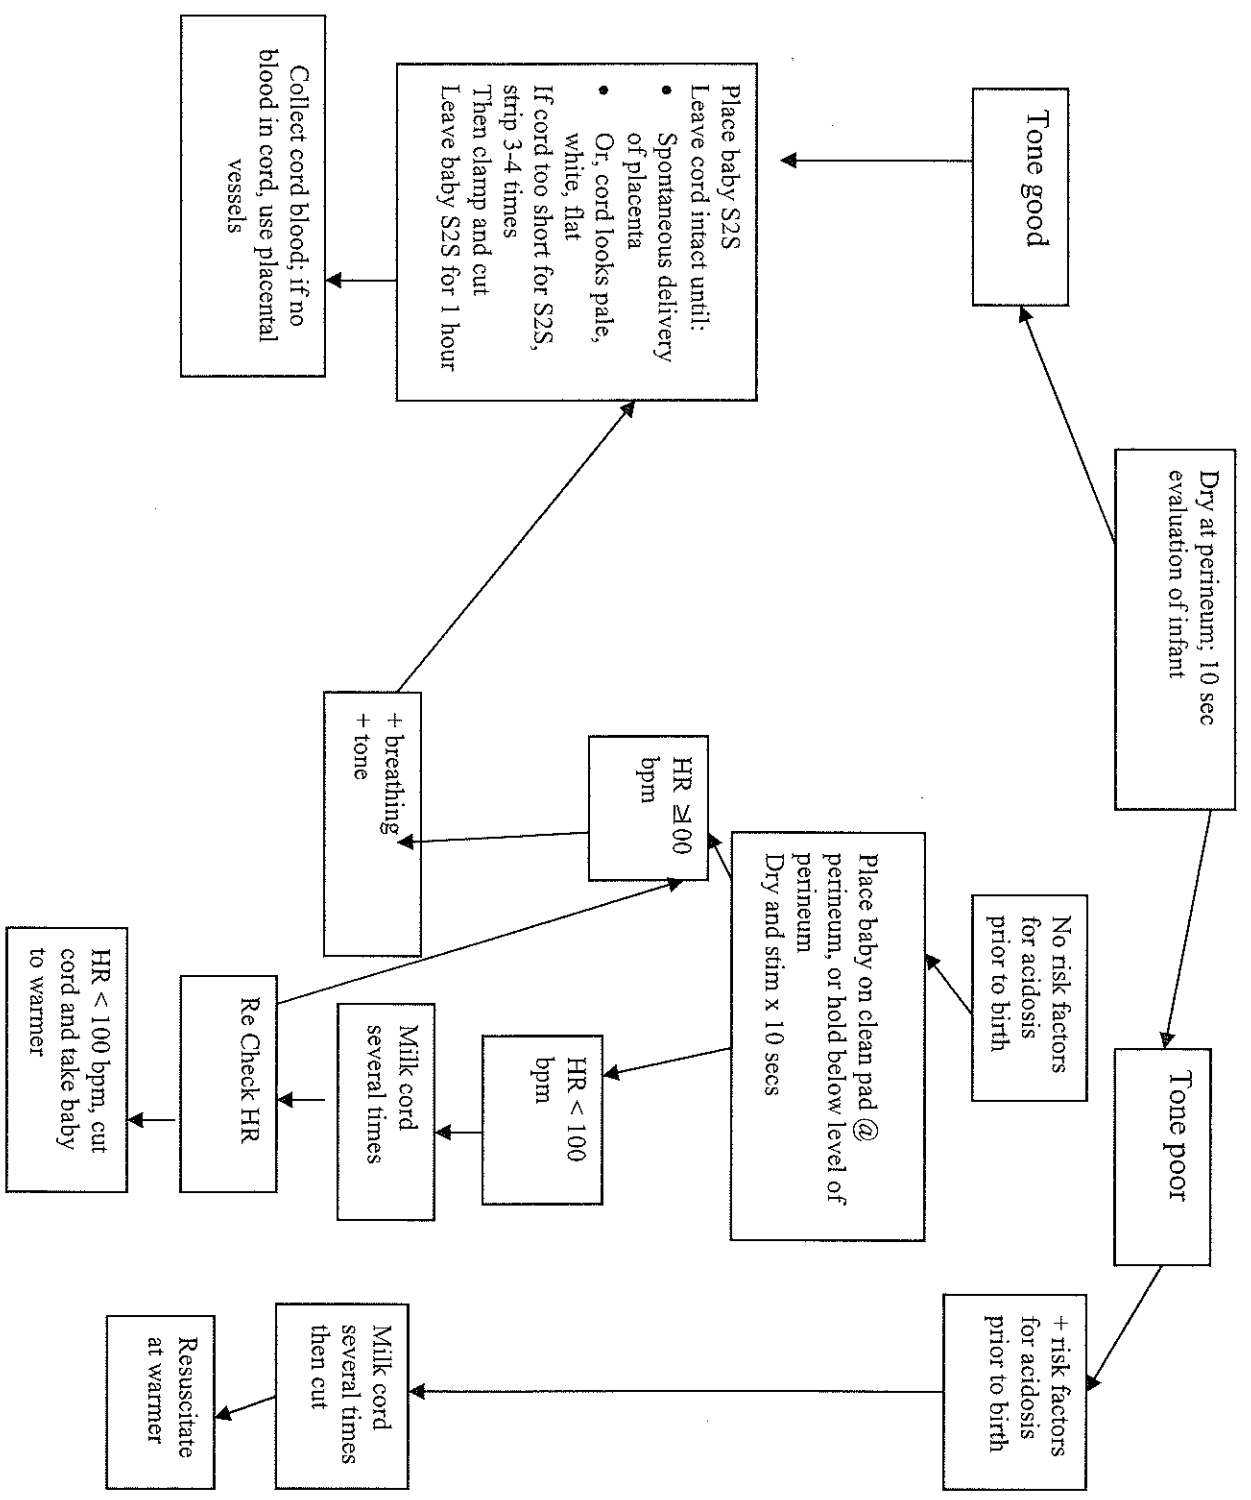 Dry at perineum; 10 sec
evaluation of infant
Tone good
Tone poor
Place baby S2S
Leave cord intact until:
• Spontaneous delivery
of placenta
• Or, cord looks pale,
white, flat
If cord too short for S2S,
strip 3-4 times
Then clamp and cut
Leave baby S2S for 1 hour
Collect cord blood; if no
blood in cord, use placental
vessels
No risk factors
for acidosis
prior to birth
+ risk factors
for acidosis
prior to birth
Place baby on clean pad @
perineum, or hold below level of
perineum
Dry and stim x 10 secs
HR ≥100
bpm
+ breathing
+ tone
HR < 100
bpm
Milk cord
several times
Re Check HR
HR < 100 bpm, cut
cord and take baby
to warmer
Milk cord
several times
then cut
Resuscitate
at warmer